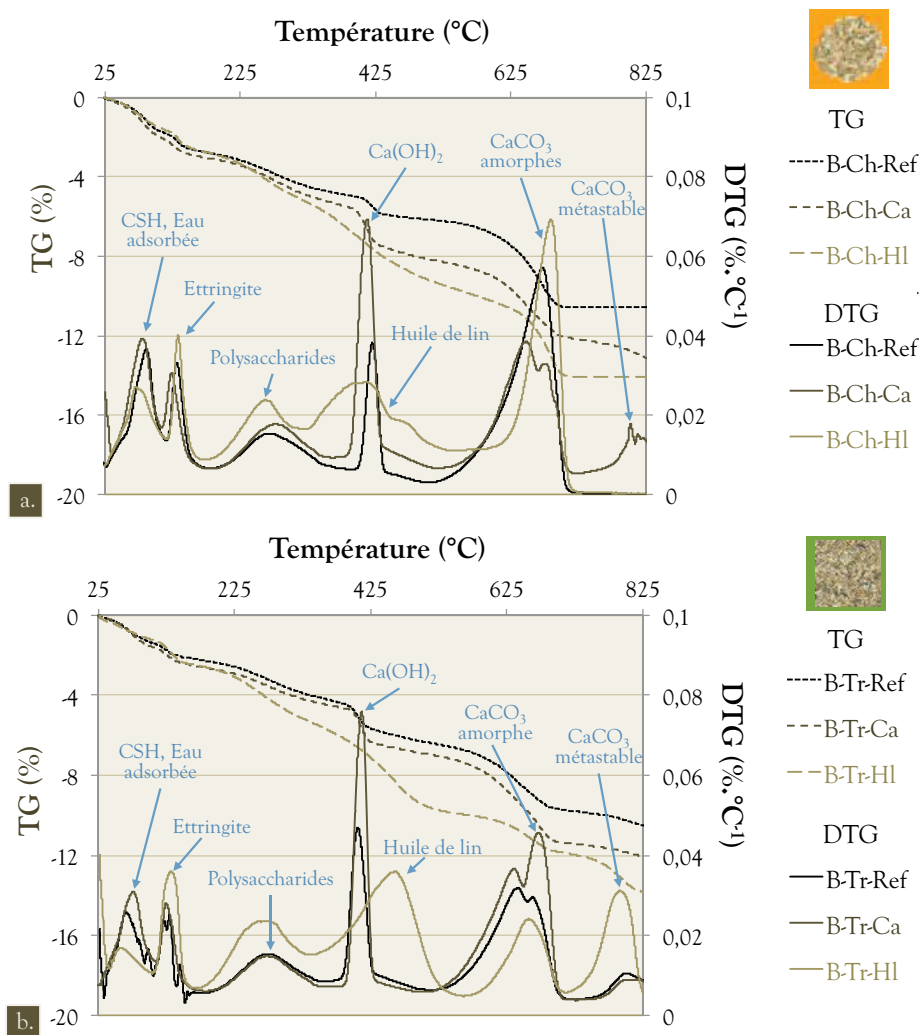 Température (°C)
25 225 425 625 825
0
-4
-8
-12
-16
-20
TG (%)
0,1
0,08
0,06
0,04
0,02
0
DTG (%.°C-1)
Ca(OH)2
CaCO3
amorphes
CaCO3
métastable
CSH, Eau
adsorbée
Ettringite
Polysaccharides
Huile de lin
a.
TG
B-Ch-Ref
B-Ch-Ca
B-Ch-Hl
DTG
B-Ch-Ref
B-Ch-Ca
B-Ch-Hl
Température (°C)
25 225 425 625 825
0
-4
-8
-12
-16
-20
TG (%)
0,1
0,08
0,06
0,04
0,02
0
DTG (%.°C-1)
Ca(OH)2
CaCO3
amorphe
CaCO3
métastable
CSH, Eau
adsorbée
Ettringite
Polysaccharides
Huile de lin
b.
TG
B-Tr-Ref
B-Tr-Ca
B-Tr-Hl
DTG
B-Tr-Ref
B-Tr-Ca
B-Tr-Hl